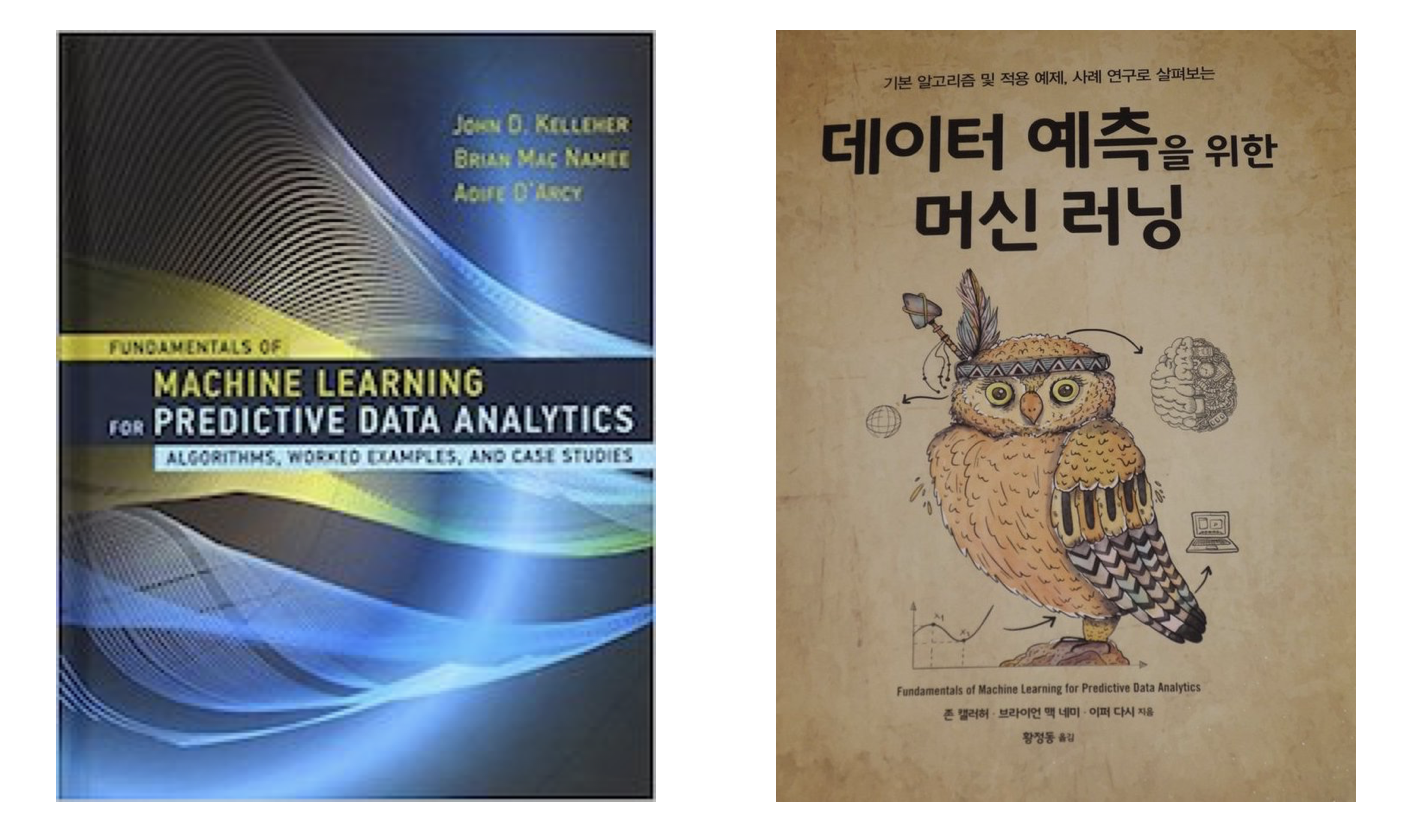 JOHN D. KELLEHER
BRIAN MAC NAMEE
AOIFE D'ARCY
FUNDAMENTALS OF
MACHINE LEARNING
FOR PREDICTIVE DATA ANALYTICS
ALGORITHMS, WORKED EXAMPLES, AND CASE STUDIES
기본 알고리즘 및 적용 예제, 사례 연구로 살펴보는
데이터 예측을 위한
머신 러닝
Fundamentals of Machine Learning for Predictive Data Analytics
존 켈러허 · 브라이언 맥 네미 · 이퍼 다시 지음
황정동 옮김